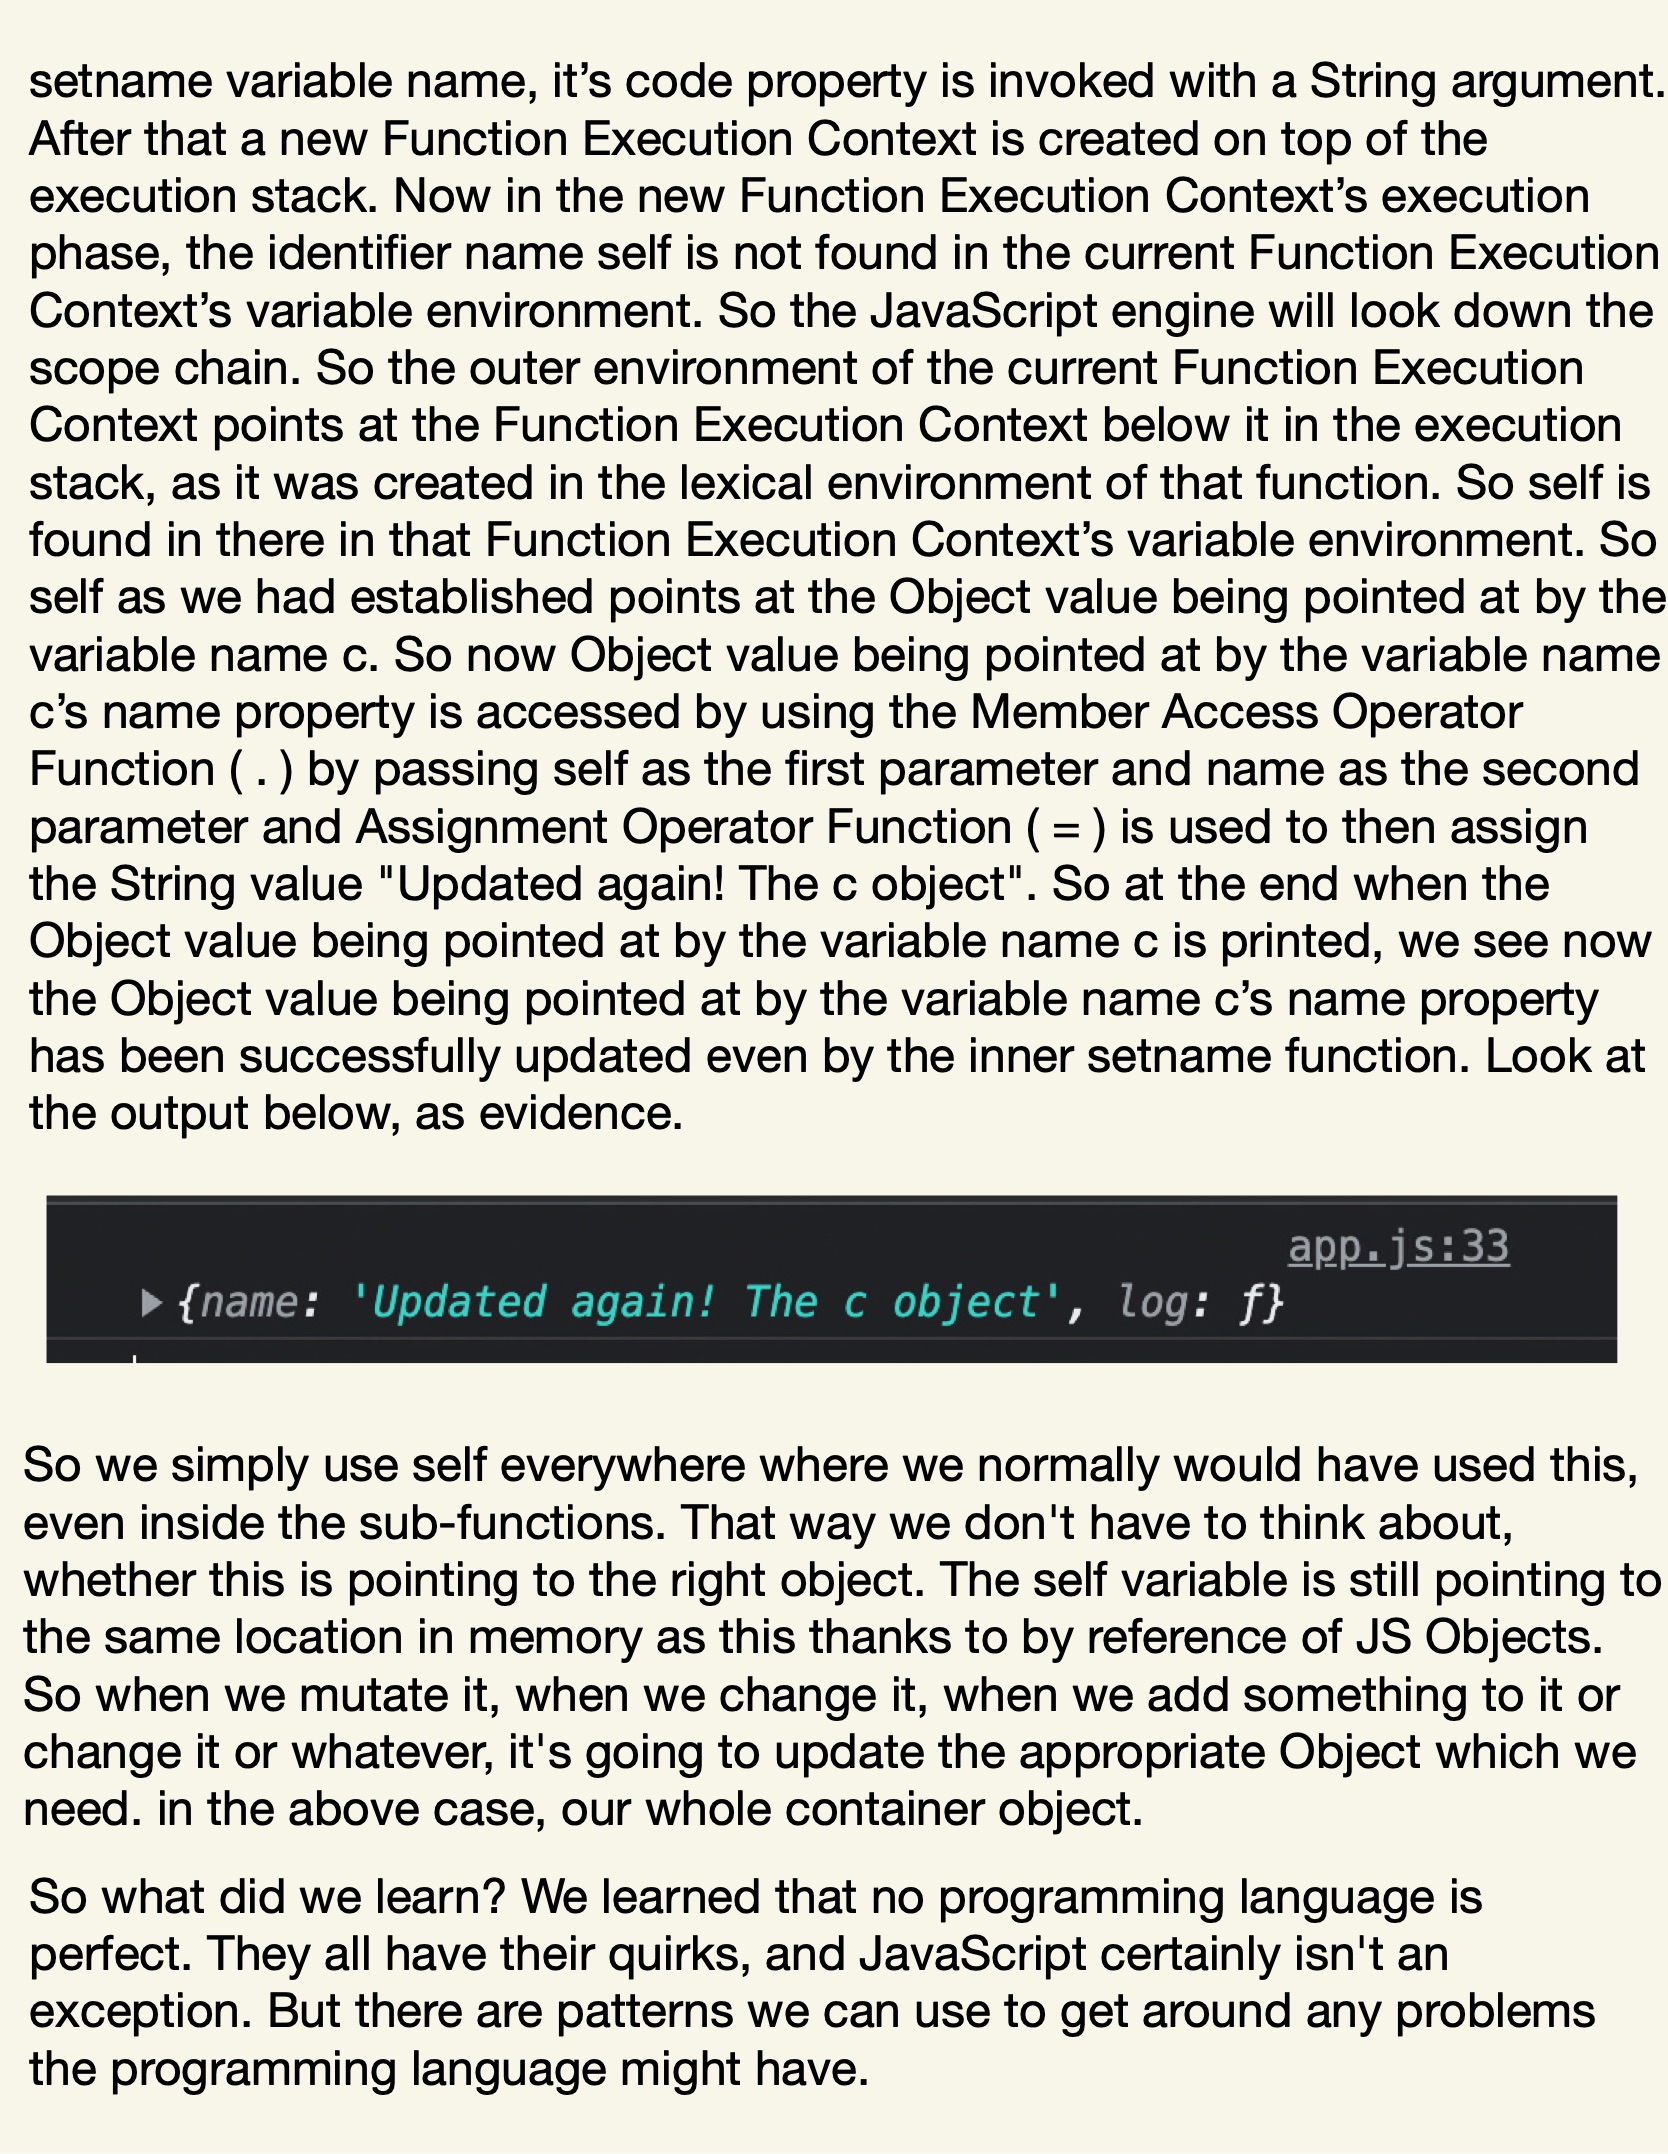 setname variable name, it’s code property is invoked with a String argument.
After that a new Function Execution Context is created on top of the
execution stack. Now in the new Function Execution Context’s execution
phase, the identifier name self is not found in the current Function Execution
Context’s variable environment. So the JavaScript engine will look down the
scope chain. So the outer environment of the current Function Execution
Context points at the Function Execution Context below it in the execution
stack, as it was created in the lexical environment of that function. So self is
found in there in that Function Execution Context’s variable environment. So
self as we had established points at the Object value being pointed at by the
variable name c. So now Object value being pointed at by the variable name
c’s name property is accessed by using the Member Access Operator
Function ( . ) by passing self as the first parameter and name as the second
parameter and Assignment Operator Function ( = ) is used to then assign
the String value "Updated again! The c object". So at the end when the
Object value being pointed at by the variable name c is printed, we see now
the Object value being pointed at by the variable name c’s name property
has been successfully updated even by the inner setname function. Look at
the output below, as evidence.
app.js:33
▶ {name: 'Updated again! The c object', log: ƒ}
So we simply use self everywhere where we normally would have used this,
even inside the sub-functions. That way we don't have to think about,
whether this is pointing to the right object. The self variable is still pointing to
the same location in memory as this thanks to by reference of JS Objects.
So when we mutate it, when we change it, when we add something to it or
change it or whatever, it's going to update the appropriate Object which we
need. in the above case, our whole container object.
So what did we learn? We learned that no programming language is
perfect. They all have their quirks, and JavaScript certainly isn't an
exception. But there are patterns we can use to get around any problems
the programming language might have.